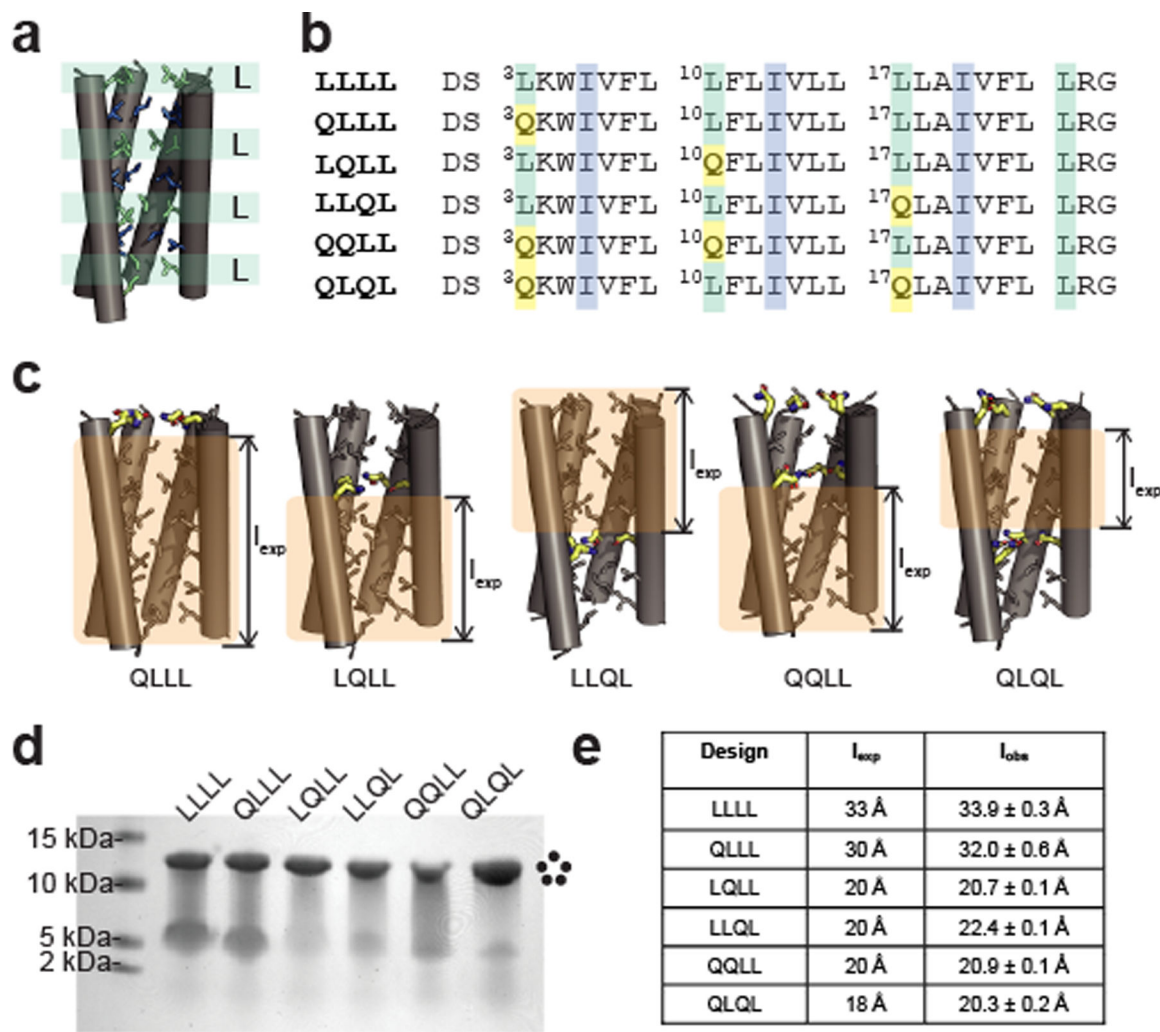 a
L
L
L
L
b
LLLL DS ³LKWIVFL ¹⁰LFLIVLL ¹⁷LLAIVFL LRG
QLLL DS ³QKWIVFL ¹⁰LFLIVLL ¹⁷LLAIVFL LRG
LQLL DS ³LKWIVFL ¹⁰QFLIVLL ¹⁷LLAIVFL LRG
LLQL DS ³LKWIVFL ¹⁰LFLIVLL ¹⁷QLAIVFL LRG
QQLL DS ³QKWIVFL ¹⁰QFLIVLL ¹⁷LLAIVFL LRG
QLQL DS ³QKWIVFL ¹⁰LFLIVLL ¹⁷QLAIVFL LRG
c
lexp lexp lexp lexp lexp
QLLL LQLL LLQL QQLL QLQL
d
LLLL QLLL LQLL LLQL QQLL QLQL
15 kDa-
10 kDa-
5 kDa-
2 kDa-
e
Design lexp lobs
LLLL 33 Å 33.9 ± 0.3 Å
QLLL 30 Å 32.0 ± 0.6 Å
LQLL 20 Å 20.7 ± 0.1 Å
LLQL 20 Å 22.4 ± 0.1 Å
QQLL 20 Å 20.9 ± 0.1 Å
QLQL 18 Å 20.3 ± 0.2 Å